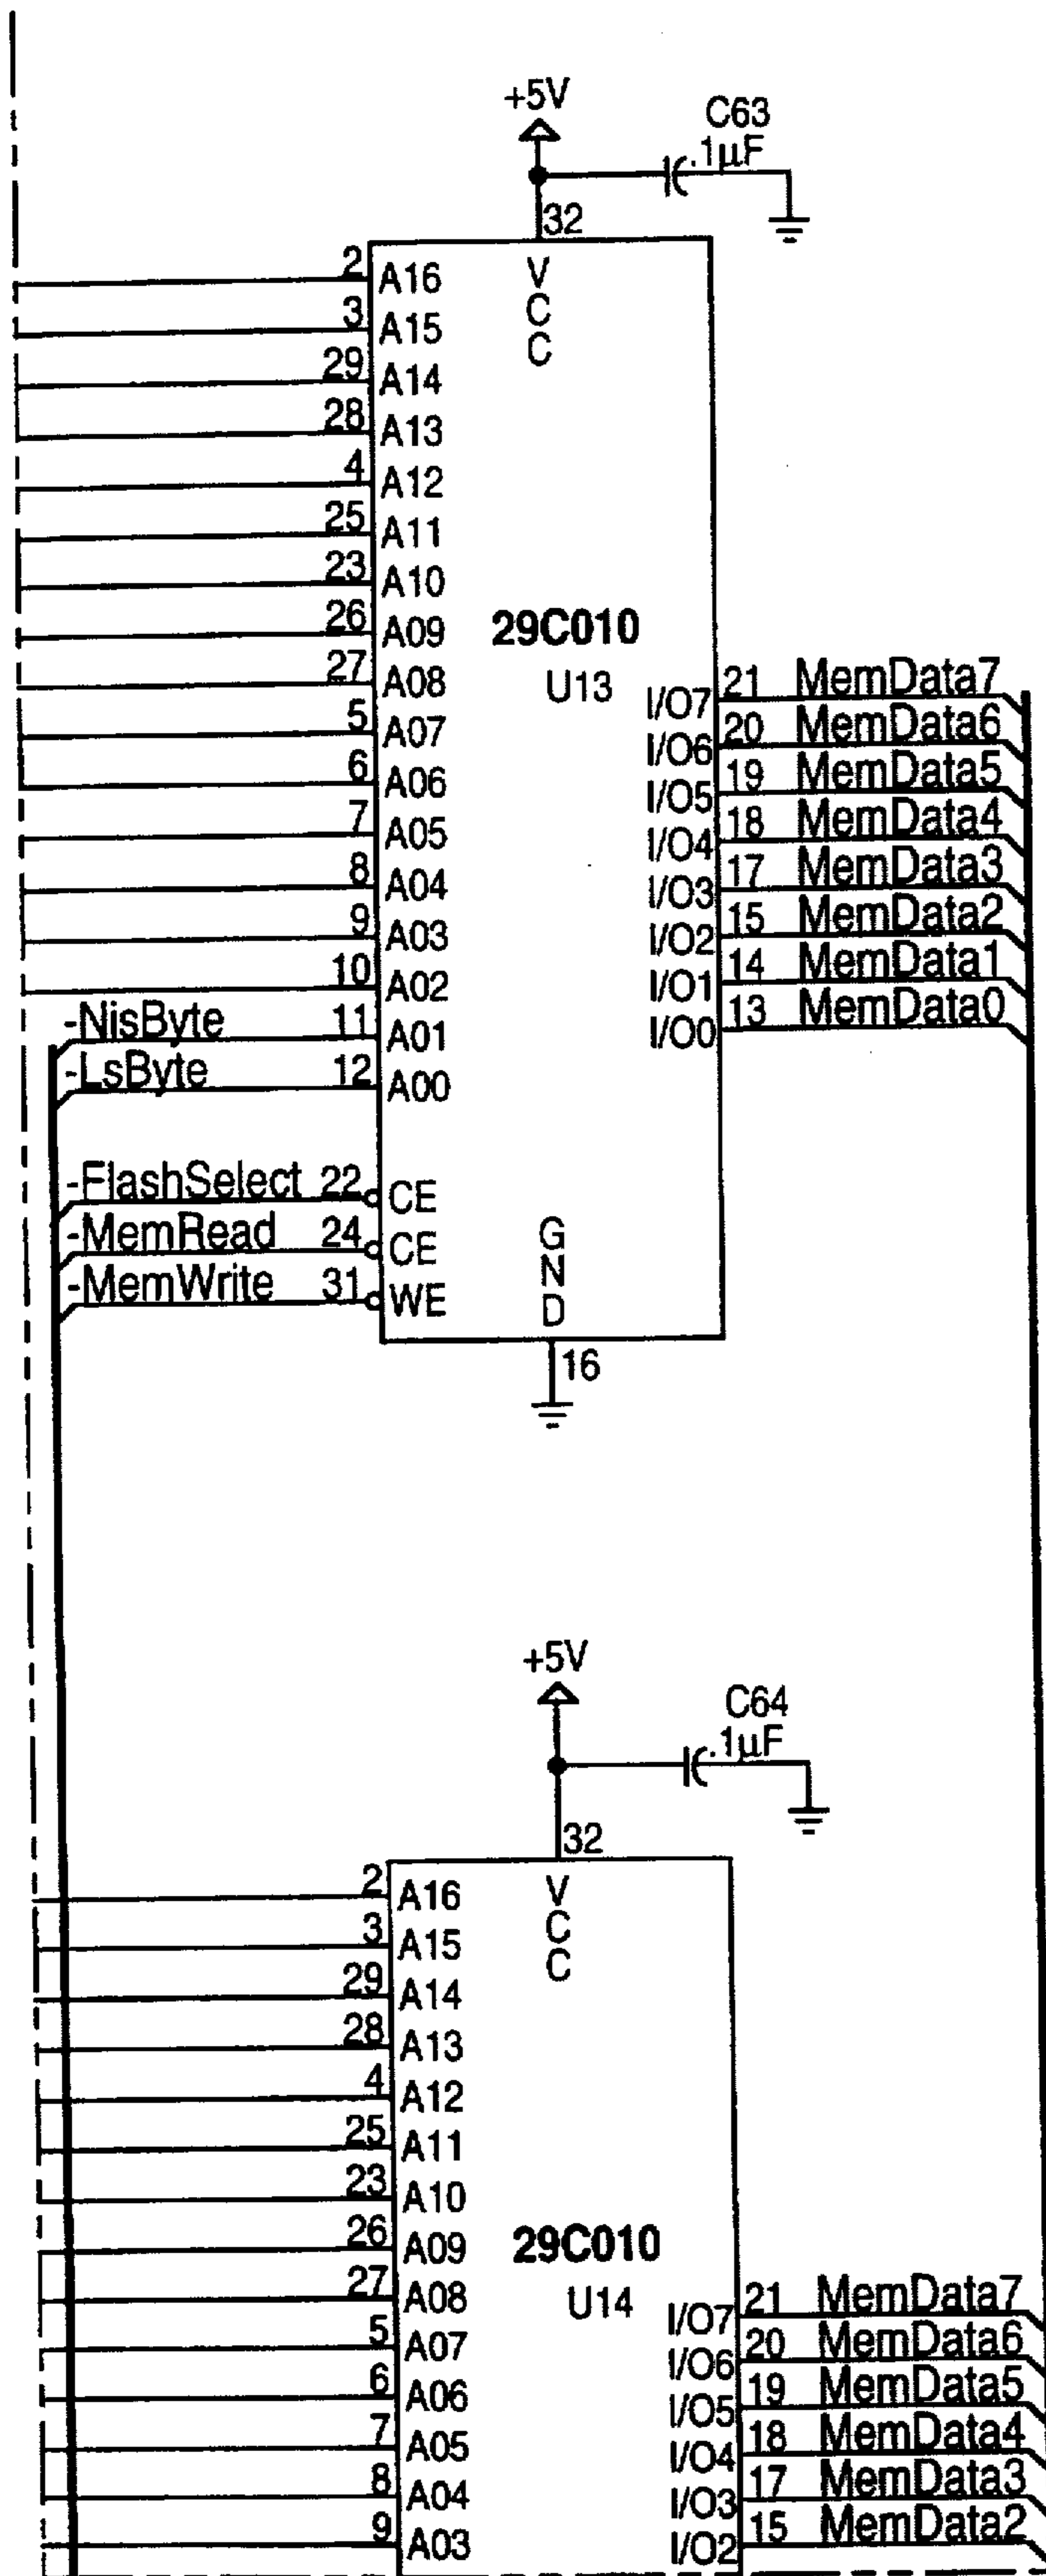 +5V
C63
.1µF
32
VCC
2 A16
3 A15
29 A14
28 A13
4 A12
25 A11
23 A10
26 A09
27 A08
5 A07
6 A06
7 A05
8 A04
9 A03
10 A02
-NisByte 11 A01
-LsByte 12 A00
-FlashSelect 22 CE
-MemRead 24 CE
-MemWrite 31 WE
29C010
U13
I/O7 21 MemData7
I/O6 20 MemData6
I/O5 19 MemData5
I/O4 18 MemData4
I/O3 17 MemData3
I/O2 15 MemData2
I/O1 14 MemData1
I/O0 13 MemData0
GND
16
+5V
C64
.1µF
32
VCC
2 A16
3 A15
29 A14
28 A13
4 A12
25 A11
23 A10
26 A09
27 A08
5 A07
6 A06
7 A05
8 A04
9 A03
29C010
U14
I/O7 21 MemData7
I/O6 20 MemData6
I/O5 19 MemData5
I/O4 18 MemData4
I/O3 17 MemData3
I/O2 15 MemData2